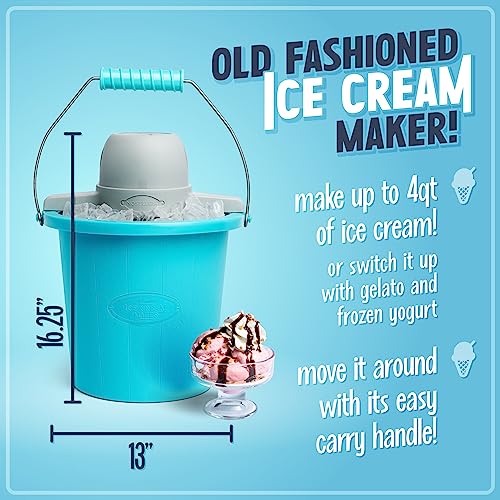 OLD FASHIONED
ICE CREAM
MAKER!
make up to 4qt
of ice cream!
or switch it up
with gelato and
frozen yogurt
move it around
with its easy
carry handle!
16.25"
13"